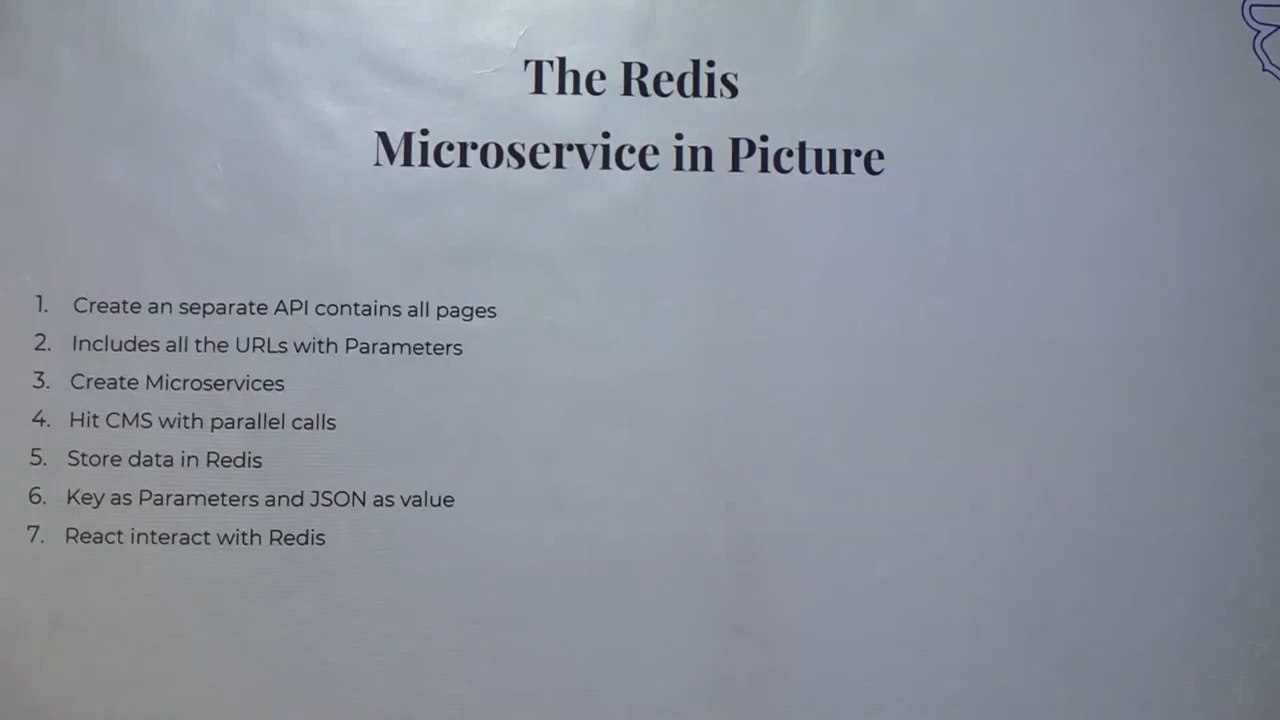 The Redis
Microservice in Picture
1. Create an separate API contains all pages
2. Includes all the URLs with Parameters
3. Create Microservices
4. Hit CMS with parallel calls
5. Store data in Redis
6. Key as Parameters and JSON as value
7. React interact with Redis